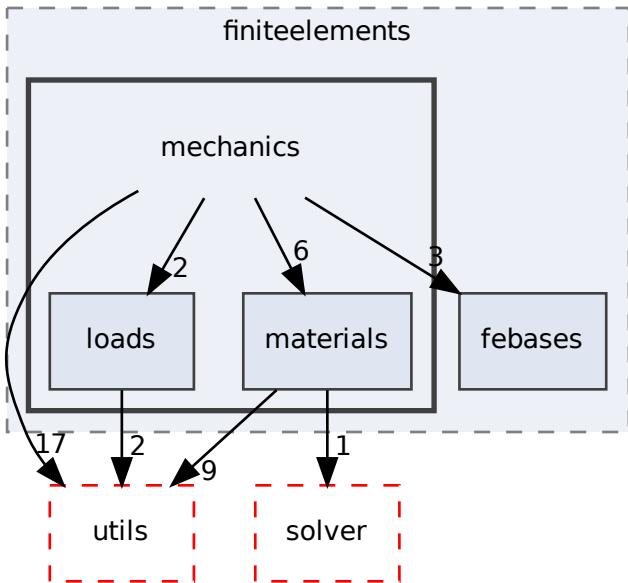 finiteelements
mechanics
6
3
2
loads
materials
febases
17
2
1
9
utils
solver